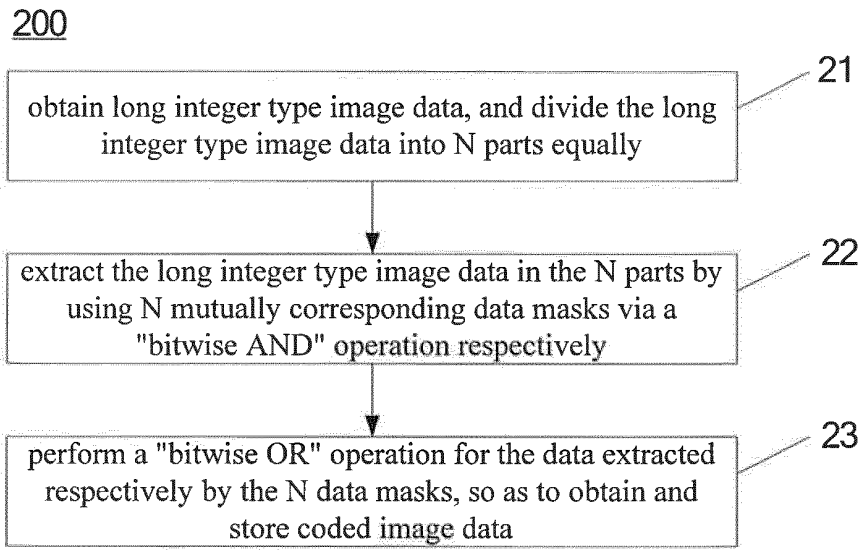 200
21
obtain long integer type image data, and divide the long
integer type image data into N parts equally
22
extract the long integer type image data in the N parts by
using N mutually corresponding data masks via a
"bitwise AND" operation respectively
23
perform a "bitwise OR" operation for the data extracted
respectively by the N data masks, so as to obtain and
store coded image data